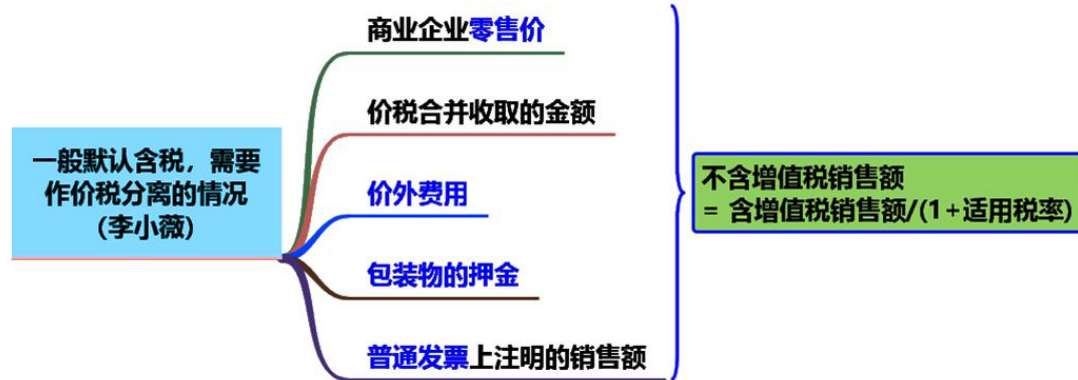 一般默认含税，需要
作价税分离的情况
(李小薇)
商业企业零售价
价税合并收取的金额
价外费用
包装物的押金
普通发票上注明的销售额
不含增值税销售额
= 含增值税销售额/(1+适用税率)